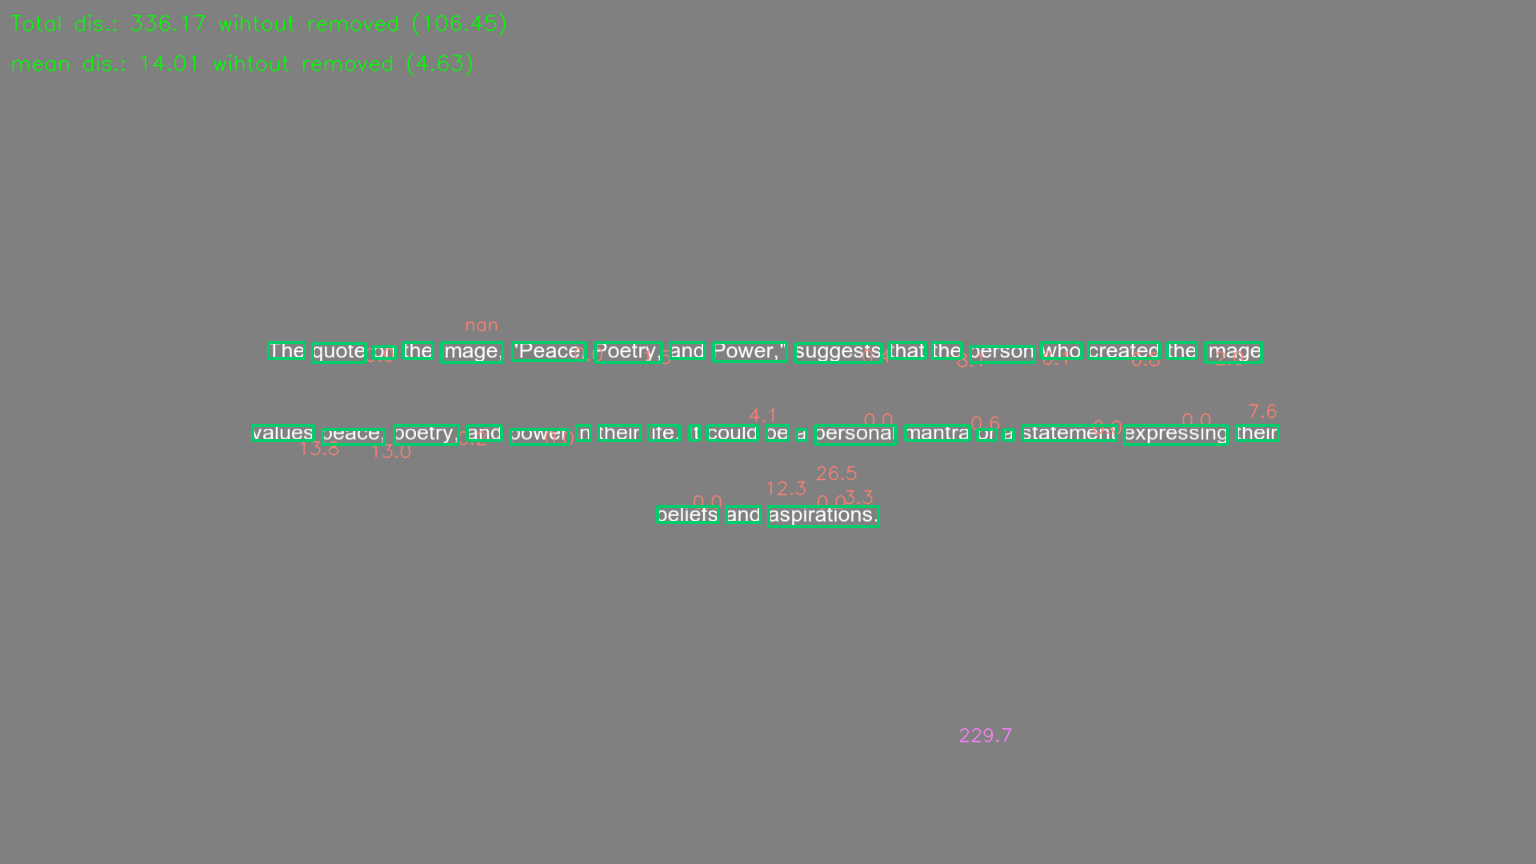 Total dis.: 336.17 wihtout removed (106.45)
mean dis.: 14.01 wihtout removed (4.63)
nan
The quote on the image, "Peace, Poetry, and Power," suggests that the person who created the image
4.1 0.0 0.6 0.0 7.6
values peace, poetry, and power in their life. It could be a personal mantra or a statement expressing their
13.8 13.0
26.5
12.3 3.3
0.0 0.0
beliefs and aspirations.
229.7